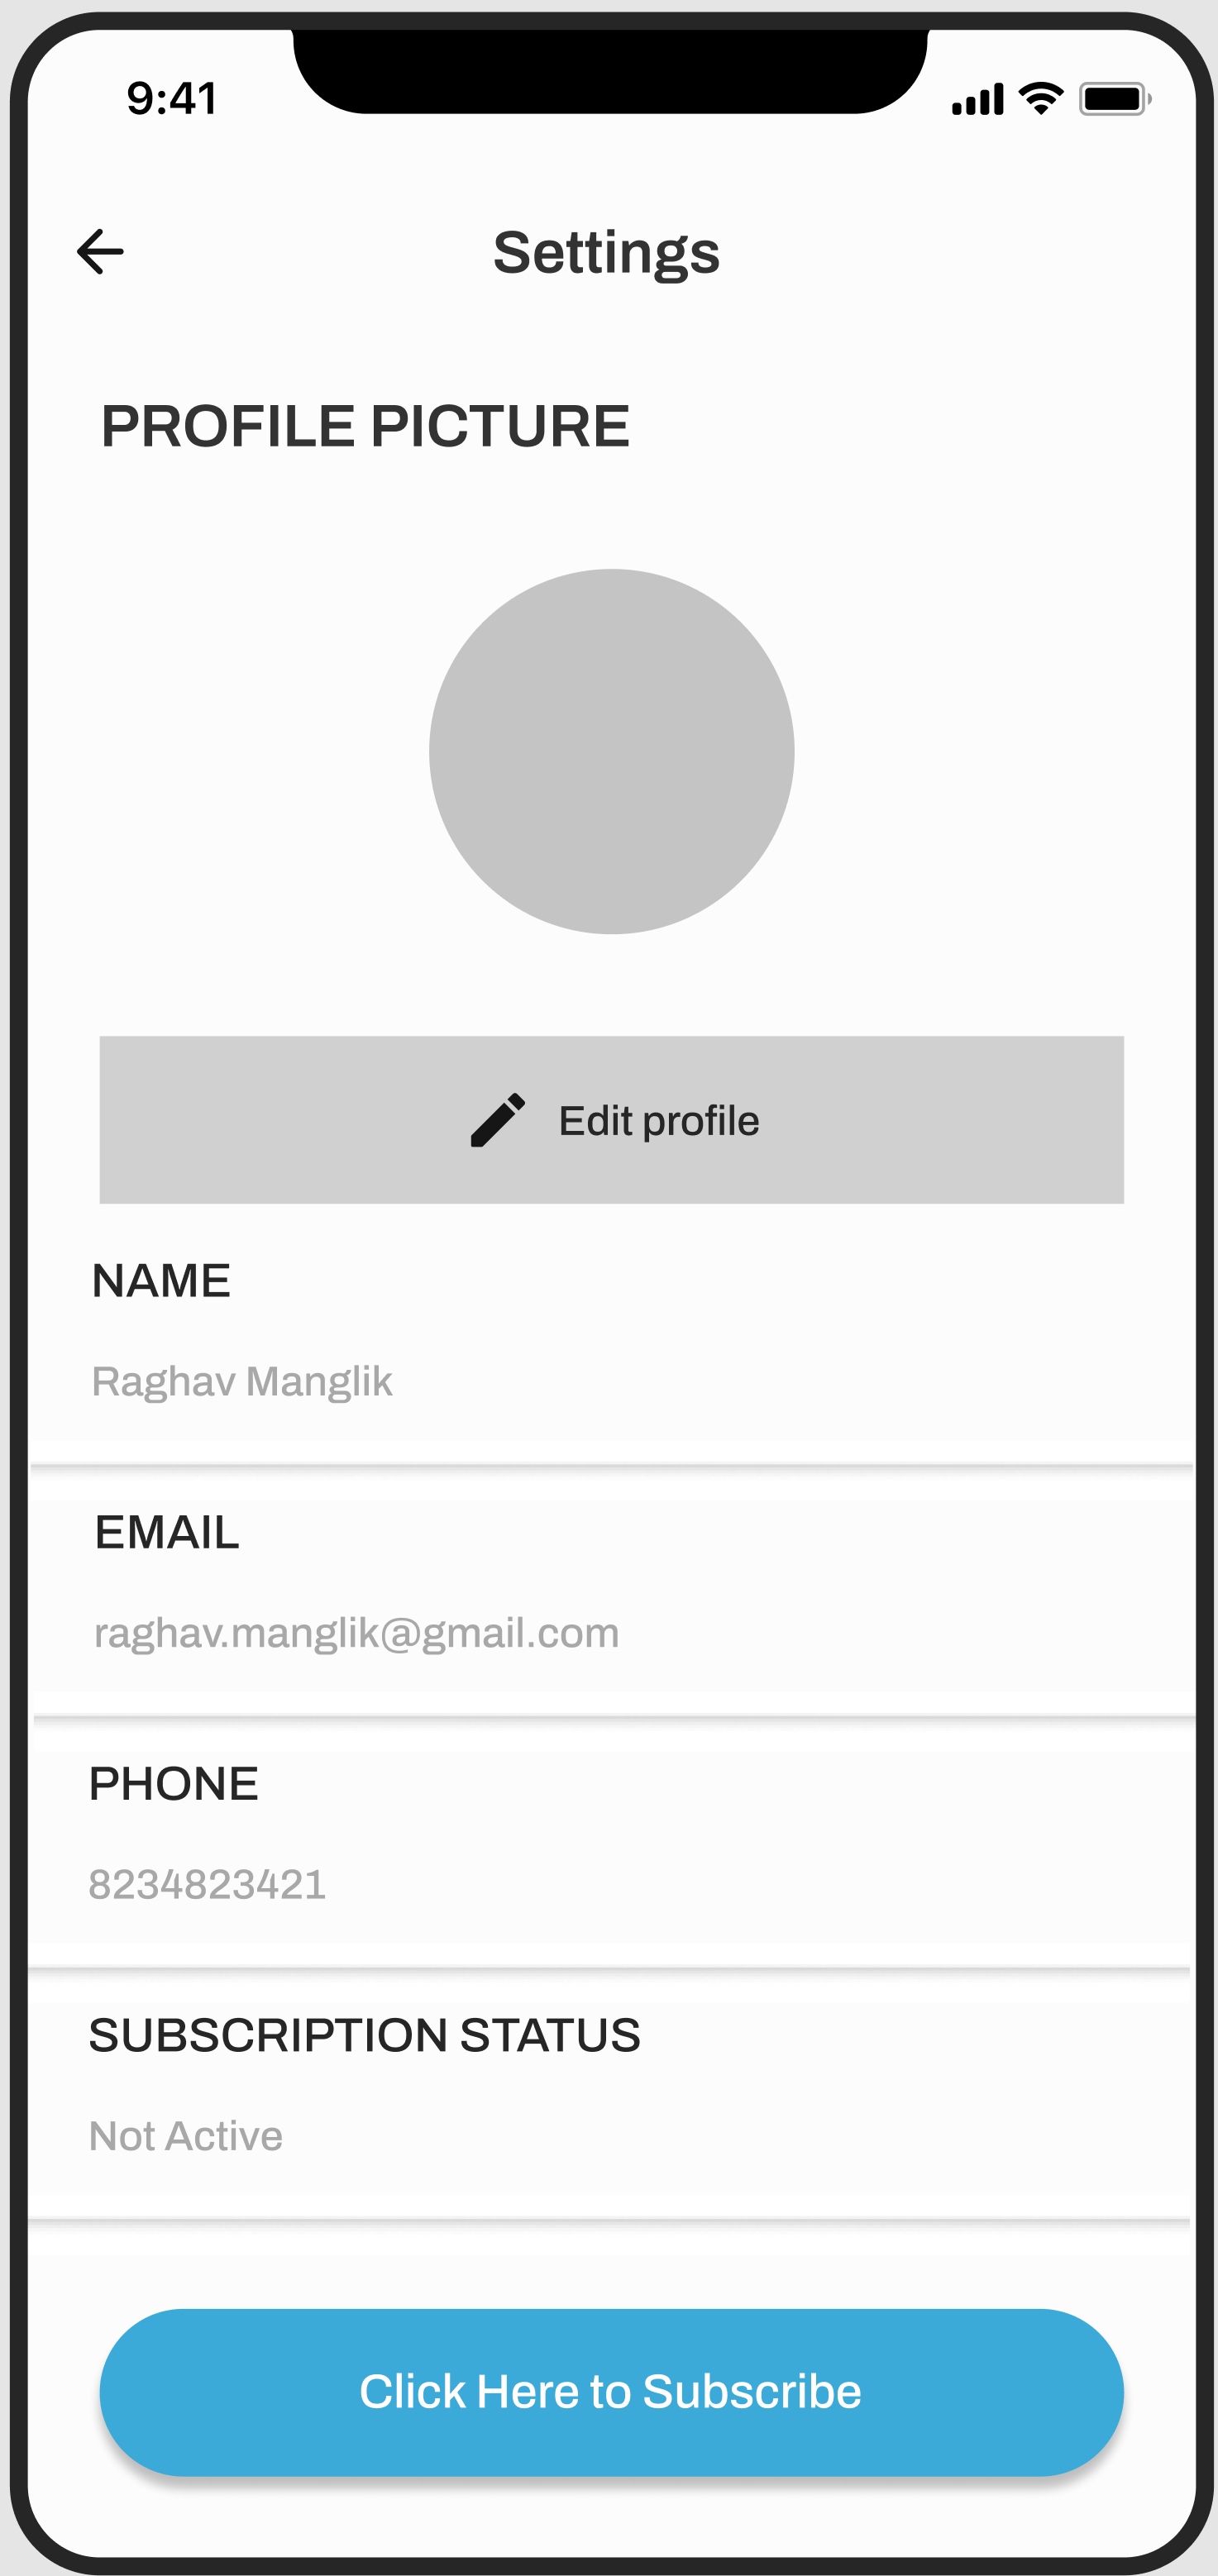 9:41
Settings
PROFILE PICTURE
Edit profile
NAME
Raghav Manglik
EMAIL
raghav.manglik@gmail.com
PHONE
8234823421
SUBSCRIPTION STATUS
Not Active
Click Here to Subscribe